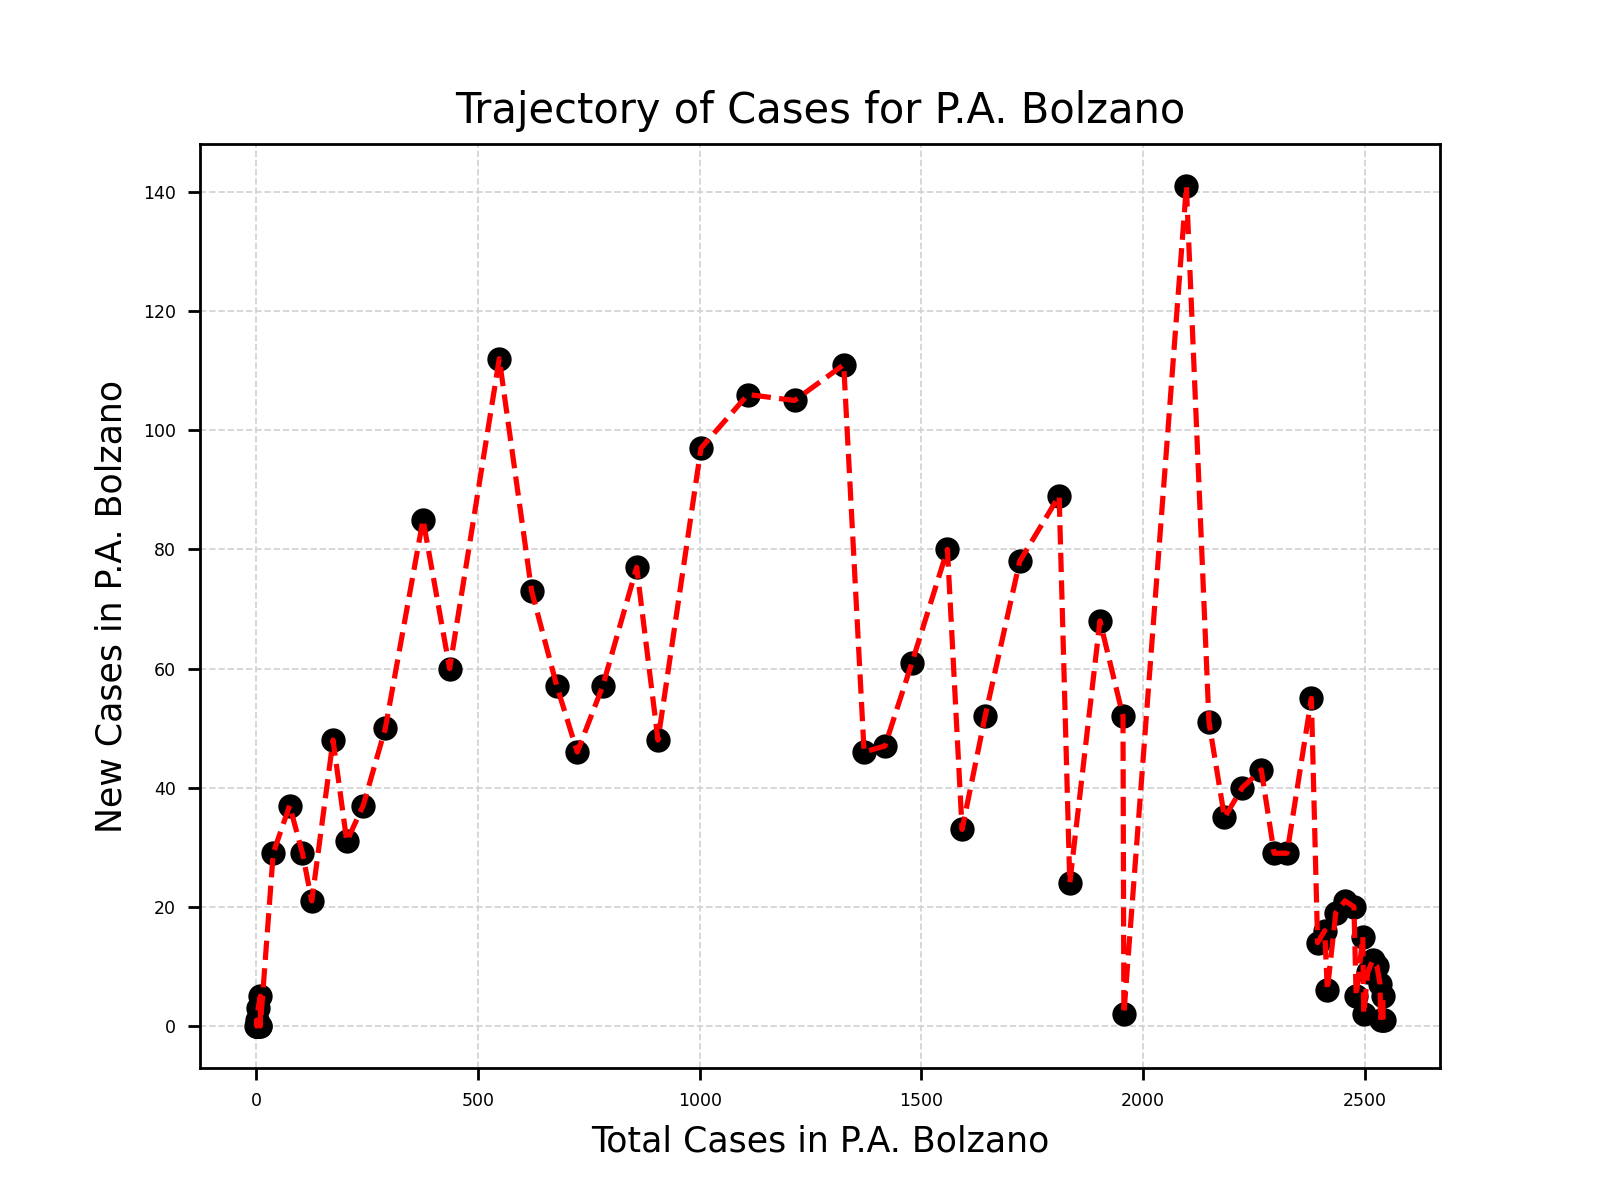 Trajectory of Cases for P.A. Bolzano
New Cases in P.A. Bolzano
140
120
100
80
60
40
20
0
0 500 1000 1500 2000 2500
Total Cases in P.A. Bolzano